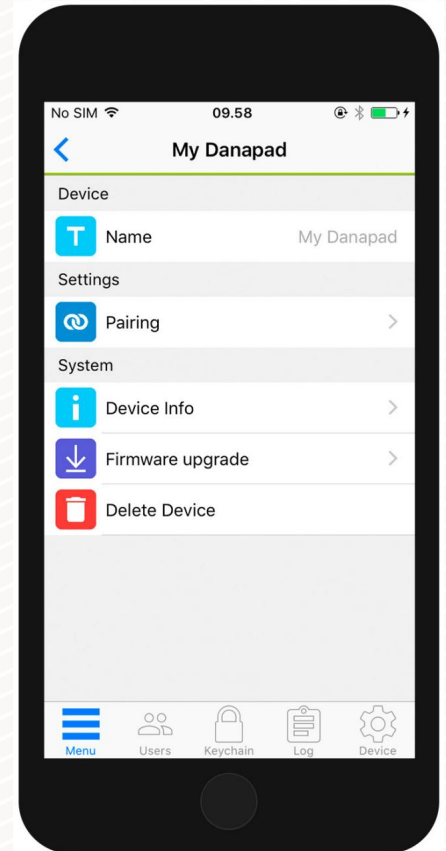 No SIM 09.58
My Danapad
Device
T Name My Danapad
Settings
Pairing
System
i Device Info
Firmware upgrade
Delete Device
Menu Users Keychain Log Device